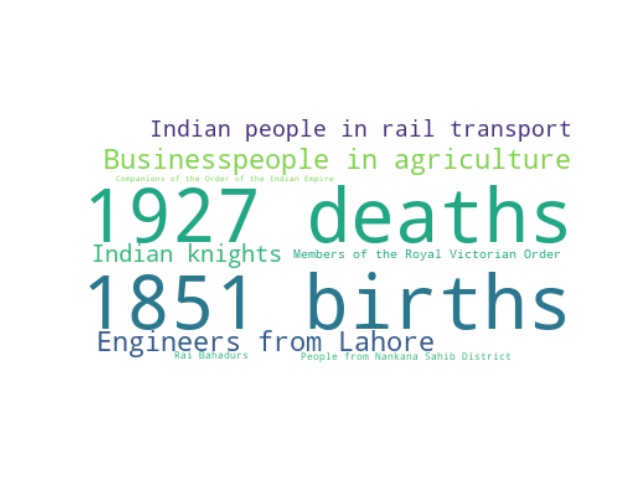 Indian people in rail transport
Businesspeople in agriculture
Companions of the Order of the Indian Empire
1927 deaths
Indian knights
Members of the Royal Victorian Order
1851 births
Engineers from Lahore
Rai Bahadurs
People from Nankana Sahib District